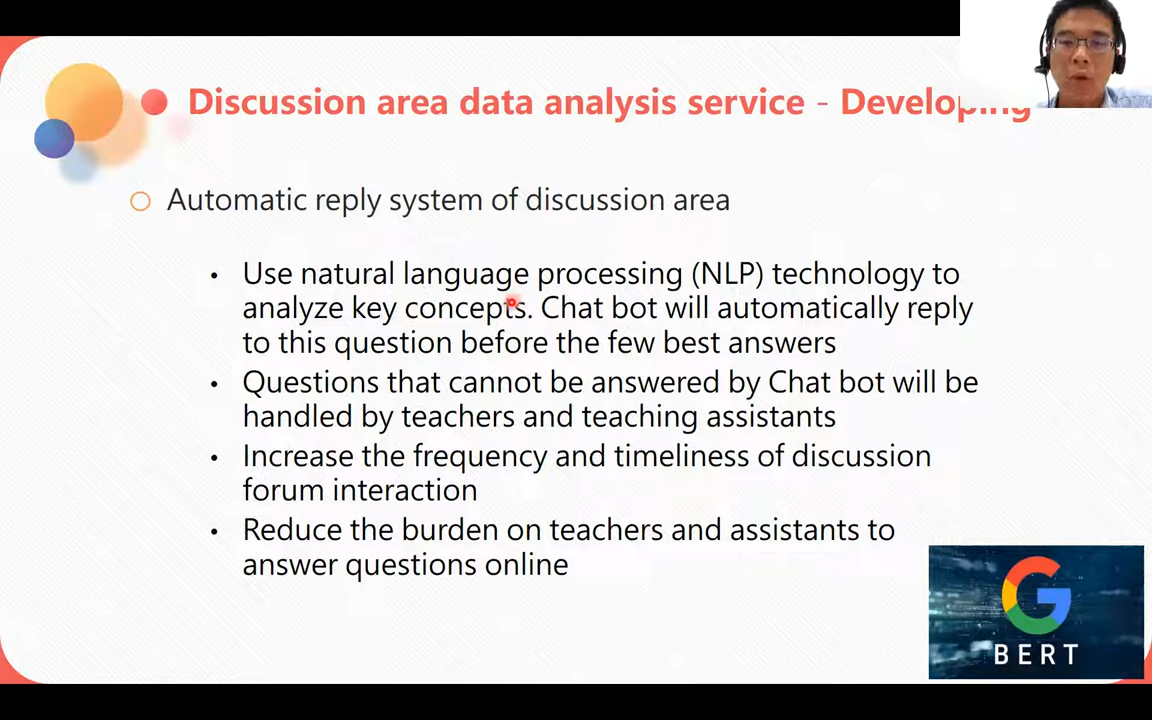 Discussion area data analysis service - Developing
Automatic reply system of discussion area
• Use natural language processing (NLP) technology to
analyze key concepts. Chat bot will automatically reply
to this question before the few best answers
• Questions that cannot be answered by Chat bot will be
handled by teachers and teaching assistants
• Increase the frequency and timeliness of discussion
forum interaction
• Reduce the burden on teachers and assistants to
answer questions online
G
BERT